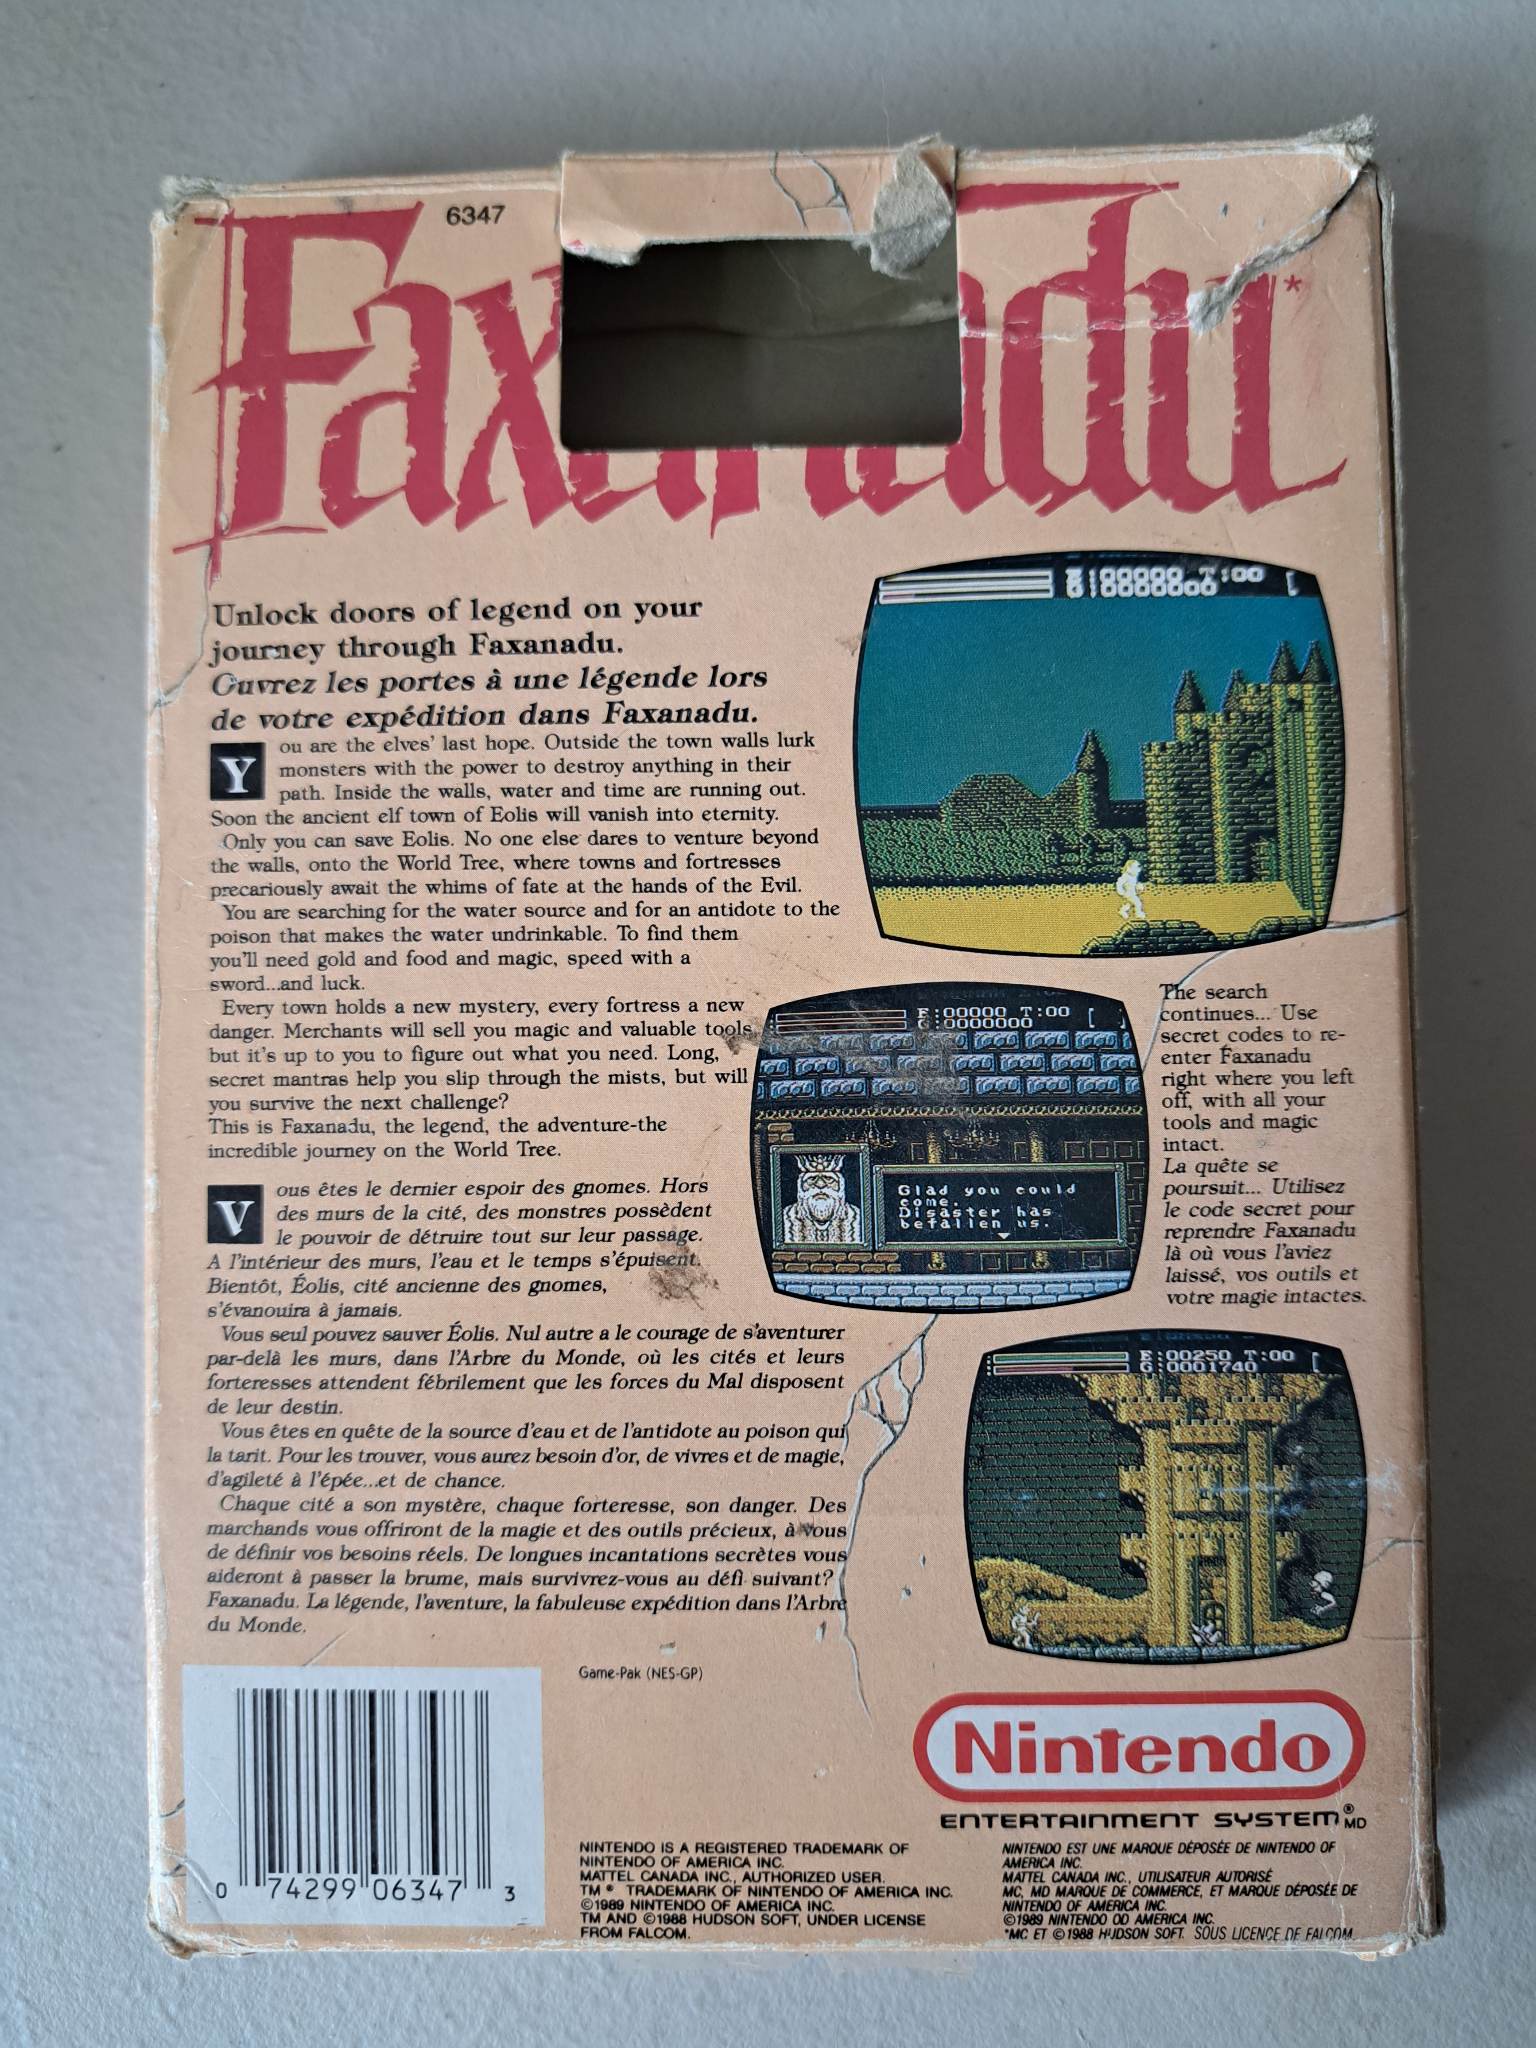 6347
Faxanadu*
Unlock doors of legend on your
journey through Faxanadu.
Ouvrez les portes à une légende lors
de votre expédition dans Faxanadu.
You are the elves' last hope. Outside the town walls lurk
monsters with the power to destroy anything in their
path. Inside the walls, water and time are running out.
Soon the ancient elf town of Eolis will vanish into eternity.
Only you can save Eolis. No one else dares to venture beyond
the walls, onto the World Tree, where towns and fortresses
precariously await the whims of fate at the hands of the Evil.
You are searching for the water source and for an antidote to the
poison that makes the water undrinkable. To find them
you'll need gold and food and magic, speed with a
sword...and luck.
Every town holds a new mystery, every fortress a new
danger. Merchants will sell you magic and valuable tools,
but it's up to you to figure out what you need. Long,
secret mantras help you slip through the mists, but will
you survive the next challenge?
This is Faxanadu, the legend, the adventure-the
incredible journey on the World Tree.
Vous êtes le dernier espoir des gnomes. Hors
des murs de la cité, des monstres possèdent
le pouvoir de détruire tout sur leur passage.
A l'intérieur des murs, l'eau et le temps s'épuisent.
Bientôt, Éolis, cité ancienne des gnomes,
s'évanouira à jamais.
Vous seul pouvez sauver Éolis. Nul autre a le courage de s'aventurer
par-delà les murs, dans l'Arbre du Monde, où les cités et leurs
forteresses attendent fébrilement que les forces du Mal disposent
de leur destin.
Vous êtes en quête de la source d'eau et de l'antidote au poison qui
la tarit. Pour les trouver, vous aurez besoin d'or, de vivres et de magie,
d'agileté à l'épée...et de chance.
Chaque cité a son mystère, chaque forteresse, son danger. Des
marchands vous offriront de la magie et des outils précieux, à vous
de définir vos besoins réels. De longues incantations secrètes vous
aideront à passer la brume, mais survivrez-vous au défi suivant?
Faxanadu. La légende, l'aventure, la fabuleuse expédition dans l'Arbre
du Monde.
E:00000 T:00
G:0000000
E:00000 T:00
G:0000000
Glad you could
come.
Disaster has
befallen us.
The search
continues... Use
secret codes to re-
enter Faxanadu
right where you left
off, with all your
tools and magic
intact.
La quête se
poursuit... Utilisez
le code secret pour
reprendre Faxanadu
là où vous l'aviez
laissé, vos outils et
votre magie intactes.
E:00250 T:00
G:0001740
Game-Pak (NES-GP)
Nintendo
ENTERTAINMENT SYSTEM® MD
0 74299 06347 3
NINTENDO IS A REGISTERED TRADEMARK OF
NINTENDO OF AMERICA INC.
MATTEL CANADA INC., AUTHORIZED USER.
TM ® TRADEMARK OF NINTENDO OF AMERICA INC.
©1989 NINTENDO OF AMERICA INC.
TM AND ©1988 HUDSON SOFT, UNDER LICENSE
FROM FALCOM.
NINTENDO EST UNE MARQUE DÉPOSÉE DE NINTENDO OF
AMERICA INC.
MATTEL CANADA INC., UTILISATEUR AUTORISÉ
MC, MD MARQUE DE COMMERCE, ET MARQUE DÉPOSÉE DE
NINTENDO OF AMERICA INC.
©1989 NINTENDO OD AMERICA INC.
*MC ET ©1988 HUDSON SOFT. SOUS LICENCE DE FALCOM.